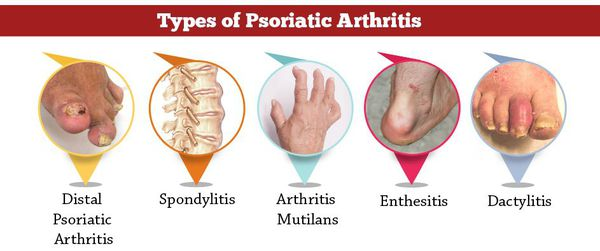 Types of Psoriatic Arthritis
Distal
Psoriatic
Arthritis
Spondylitis
Arthritis
Mutilans
Enthesitis
Dactylitis